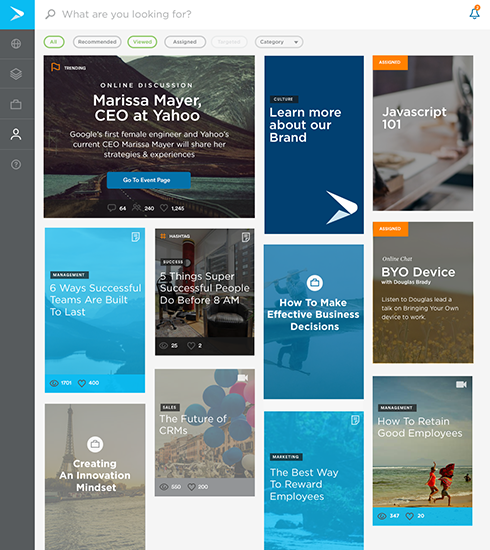 What are you looking for?
2
All
Recommended
Viewed
Assigned
Targeted
Category
TRENDING
ONLINE DISCUSSION
Marissa Mayer,
CEO at Yahoo
Google's first female engineer and Yahoo's
current CEO Marissa Mayer will share her
strategies & experiences
Go To Event Page
64
240
1,245
CULTURE
Learn more
about our
Brand
ASSIGNED
Javascript
101
MANAGEMENT
6 Ways Successful
Teams Are Built
To Last
1701
400
HASHTAG
SUCCESS
5 Things Super
Successful People
Do Before 8 AM
25
2
How To Make
Effective Business
Decisions
ASSIGNED
Online Chat
BYO Device
with Douglas Brady
Listen to Douglas lead a
talk on Bringing Your Own
device to work.
Creating
An Innovation
Mindset
SALES
The Future of
CRMs
550
200
MARKETING
The Best Way
To Reward
Employees
MANAGEMENT
How To Retain
Good Employees
347
20